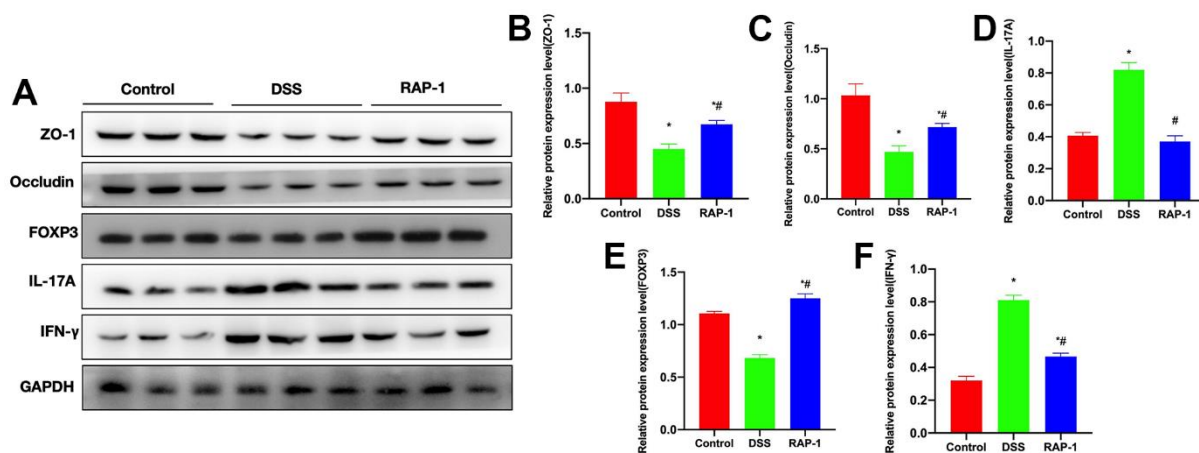 A
Control DSS RAP-1
ZO-1
Occludin
FOXP3
IL-17A
IFN-γ
GAPDH
B
Relative protein expression level(ZO-1)
1.5
1.0
0.5
0.0
*
*#
Control DSS RAP-1
C
Relative protein expression level(Occludin)
1.5
1.0
0.5
0.0
*
*#
Control DSS RAP-1
D
Relative protein expression level(IL-17A)
1.0
0.8
0.6
0.4
0.2
0.0
*
#
Control DSS RAP-1
E
Relative protein expression level(FOXP3)
1.5
1.0
0.5
0.0
*
*#
Control DSS RAP-1
F
Relative protein expression level(IFN-γ)
1.0
0.8
0.6
0.4
0.2
0.0
*
*#
Control DSS RAP-1